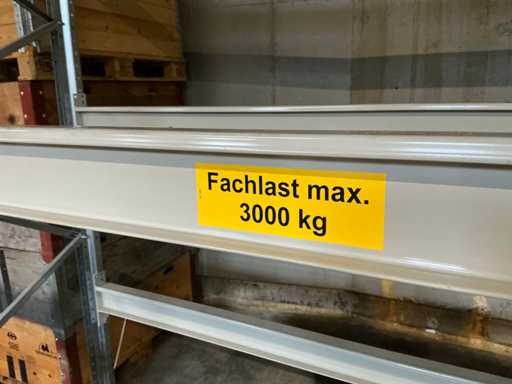 Fachlast max.
3000 kg